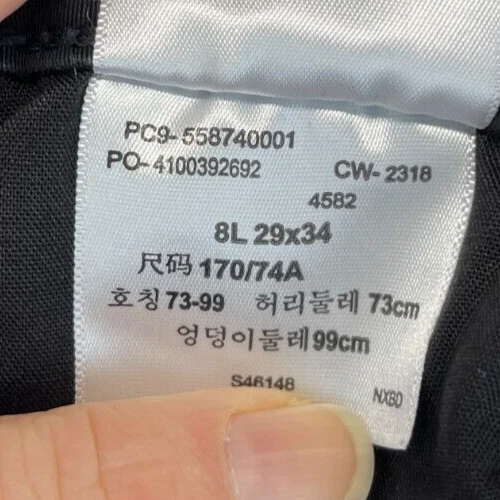 PC9-558740001
PO-4100392692 CW-2318
4582
8L 29x34
尺码 170/74A
호칭 73-99 허리둘레 73cm
엉덩이둘레 99cm
S46148
NX6D